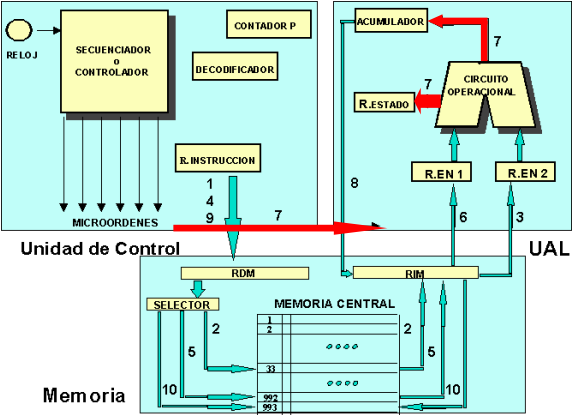 RELOJ
SECUENCIADOR
o
CONTROLADOR
CONTADOR P
DECODIFICADOR
R.INSTRUCCION
1
4
9
7
MICROORDENES
Unidad de Control
ACUMULADOR
7
7
CIRCUITO
OPERACIONAL
R.ESTADO
R.EN 1
R.EN 2
8
6
3
UAL
RDM
RIM
SELECTOR
MEMORIA CENTRAL
1
2
33
992
993
2
5
10
2
5
10
Memoria